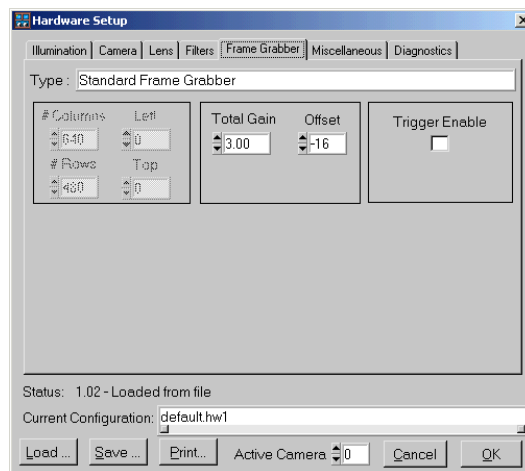 Hardware Setup
Illumination Camera Lens Filters Frame Grabber Miscellaneous Diagnostics
Type : Standard Frame Grabber
# Columns Left Total Gain Offset Trigger Enable
640 0 3.00 -16
# Rows Top
480 0
Status: 1.02 - Loaded from file
Current Configuration: default.hw1
Load ... Save ... Print... Active Camera 0 Cancel OK